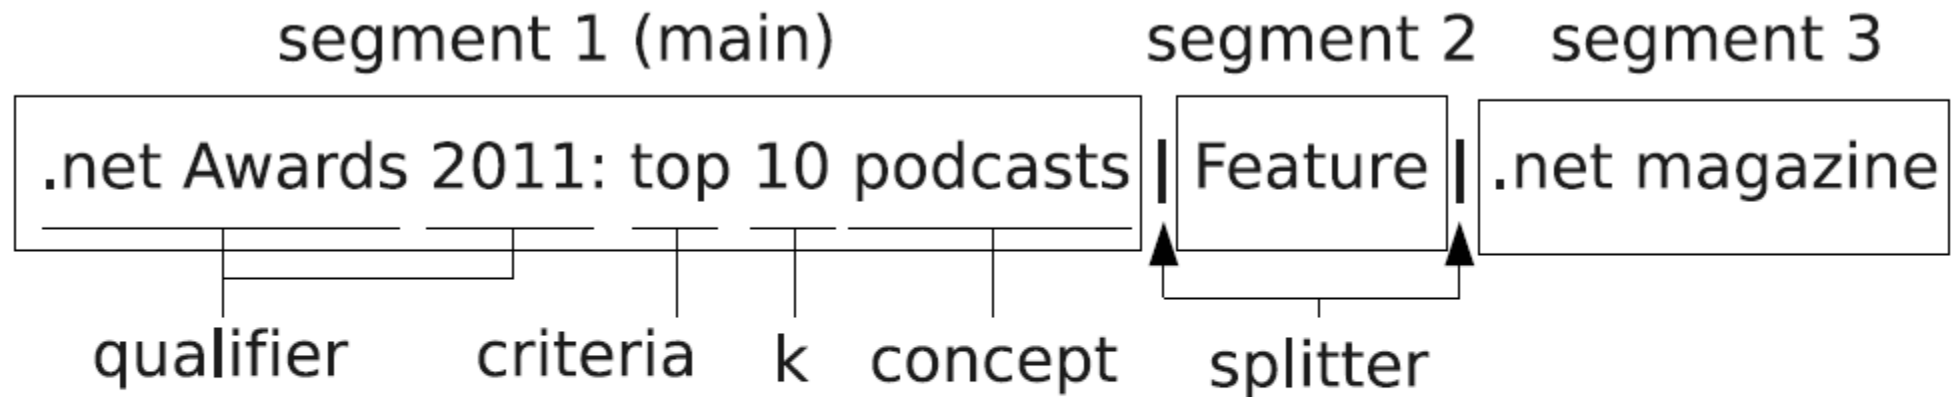 segment 1 (main) segment 2 segment 3
.net Awards 2011: top 10 podcasts | Feature | .net magazine
qualifier criteria k concept splitter